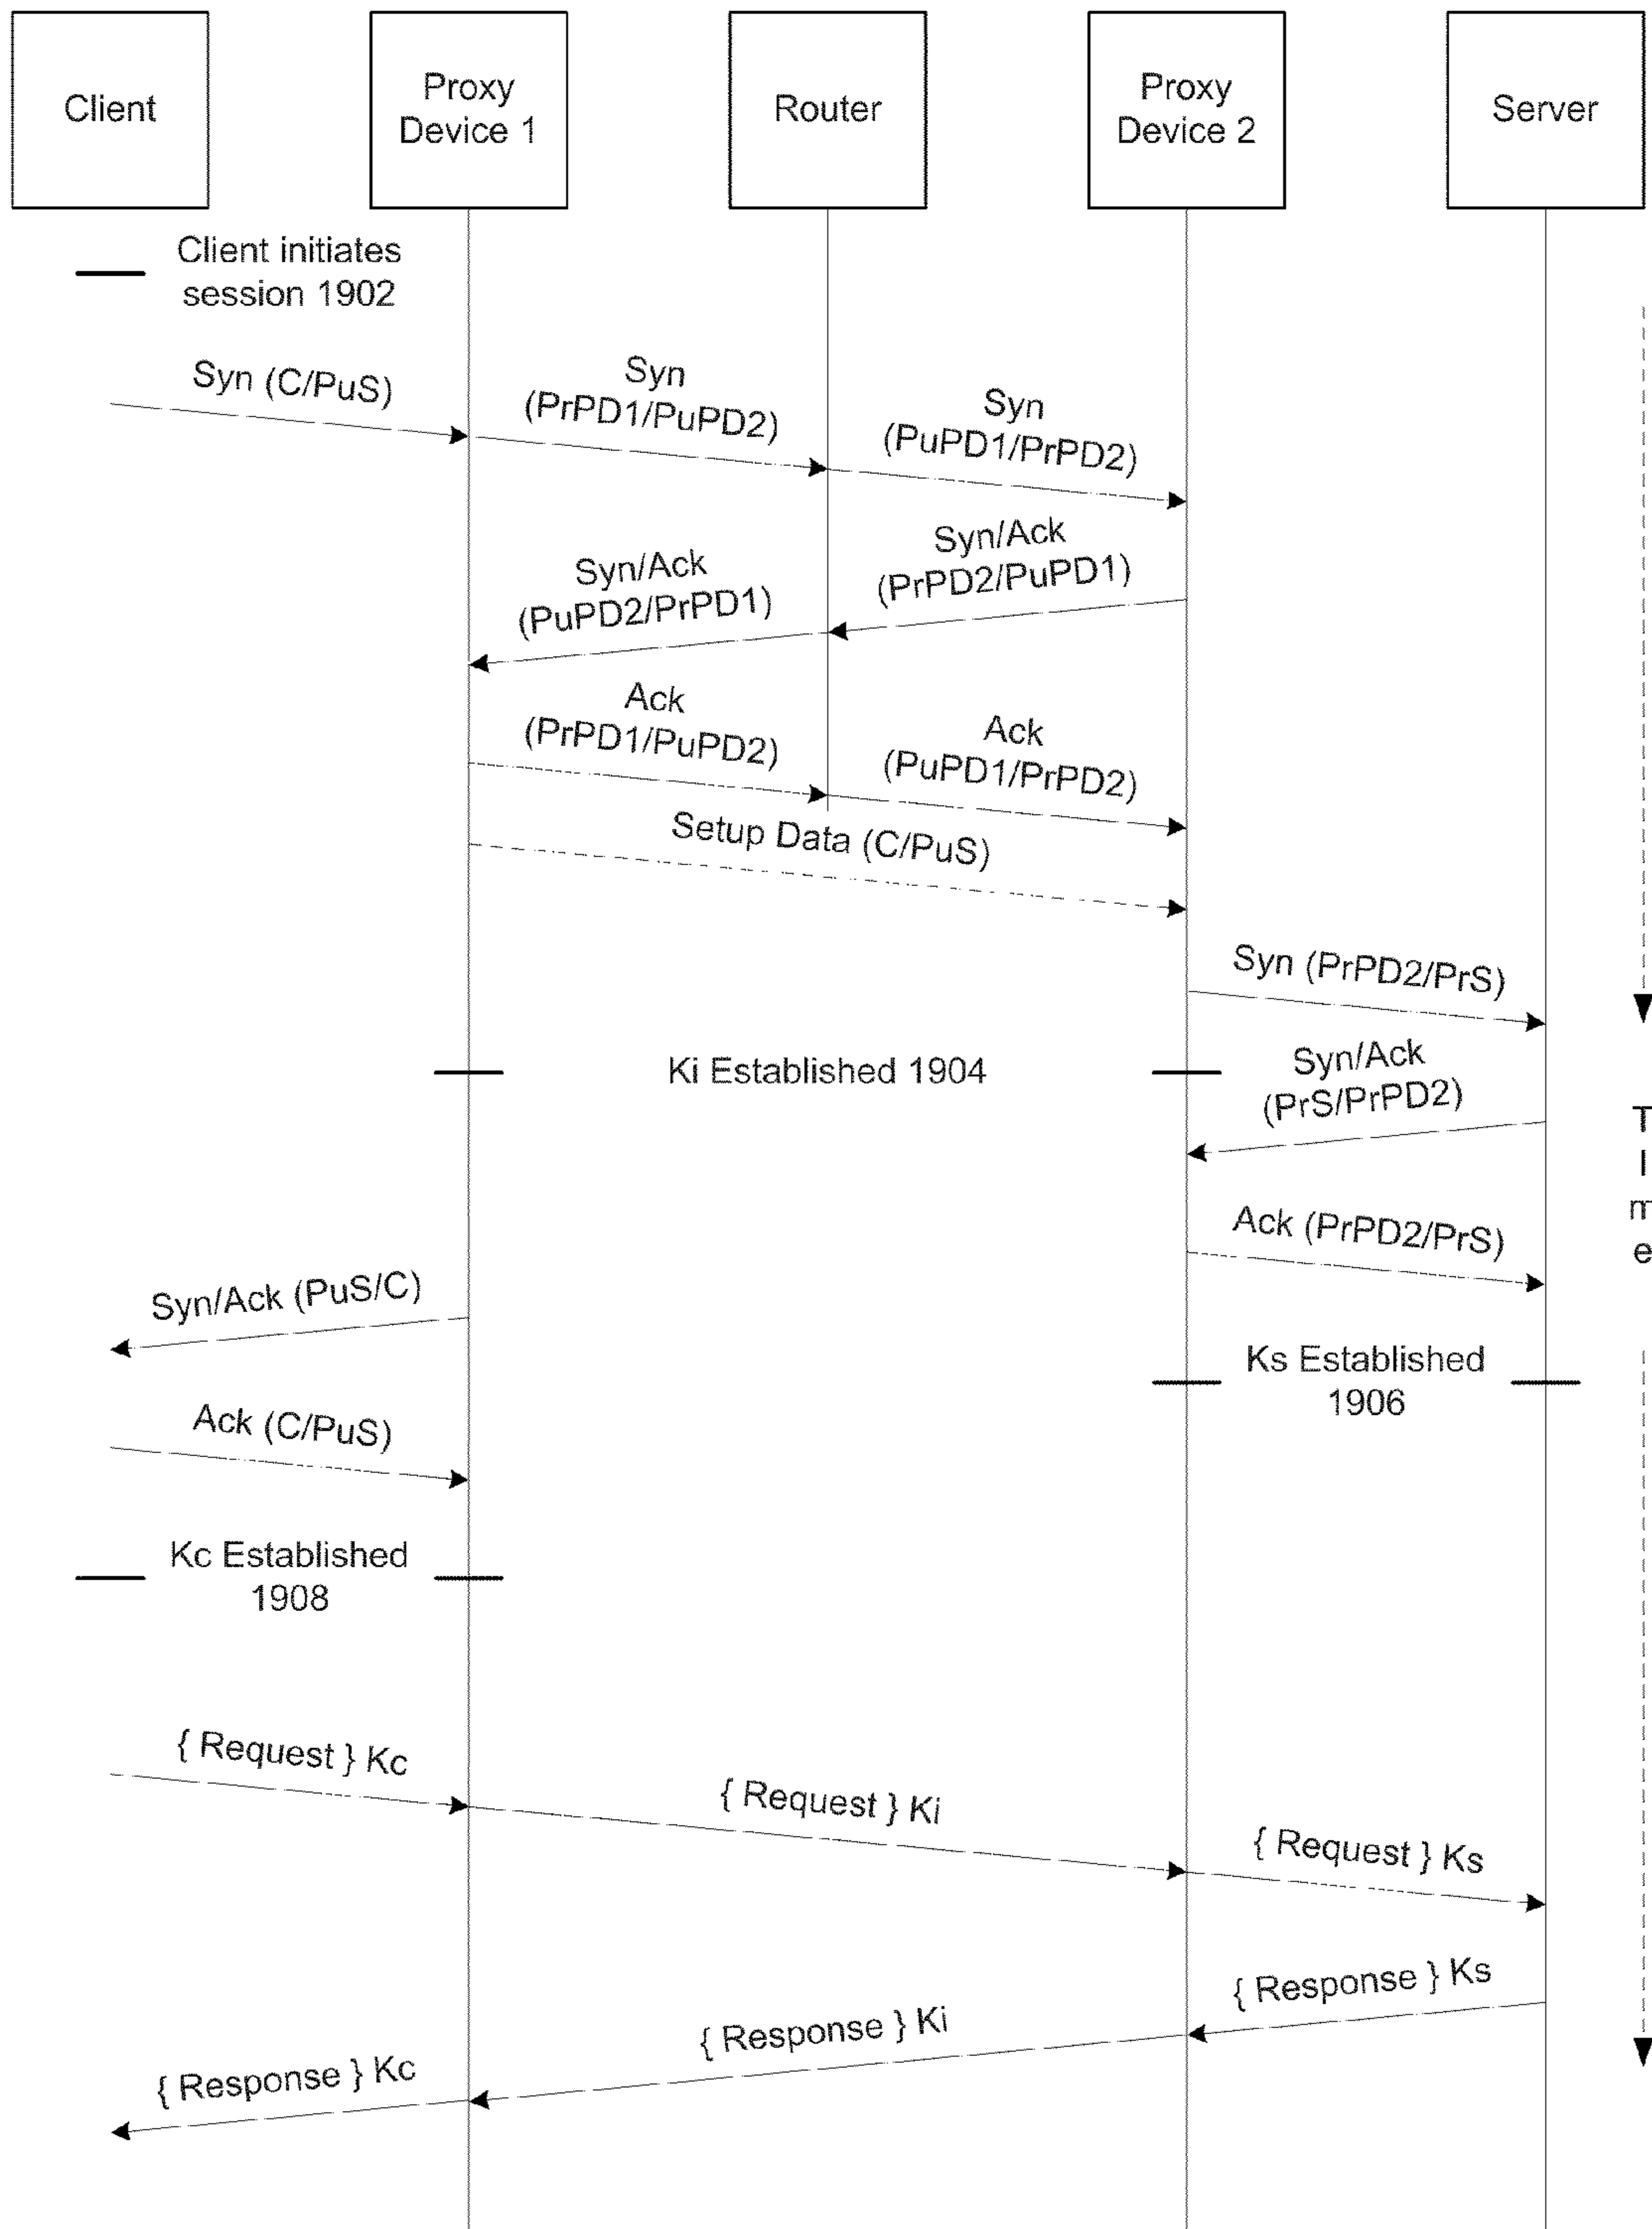 Client
Proxy
Device 1
Router
Proxy
Device 2
Server
Client initiates
session 1902
Syn (C/PuS)
Syn
(PrPD1/PuPD2)
Syn
(PuPD1/PrPD2)
Syn/Ack
(PrPD2/PuPD1)
Syn/Ack
(PuPD2/PrPD1)
Ack
(PrPD1/PuPD2)
Ack
(PuPD1/PrPD2)
Setup Data (C/PuS)
Syn (PrPD2/PrS)
Ki Established 1904
Syn/Ack
(PrS/PrPD2)
T
I
m
e
Ack (PrPD2/PrS)
Syn/Ack (PuS/C)
Ks Established
1906
Ack (C/PuS)
Kc Established
1908
{ Request } Kc
{ Request } Ki
{ Request } Ks
{ Response } Ks
{ Response } Ki
{ Response } Kc